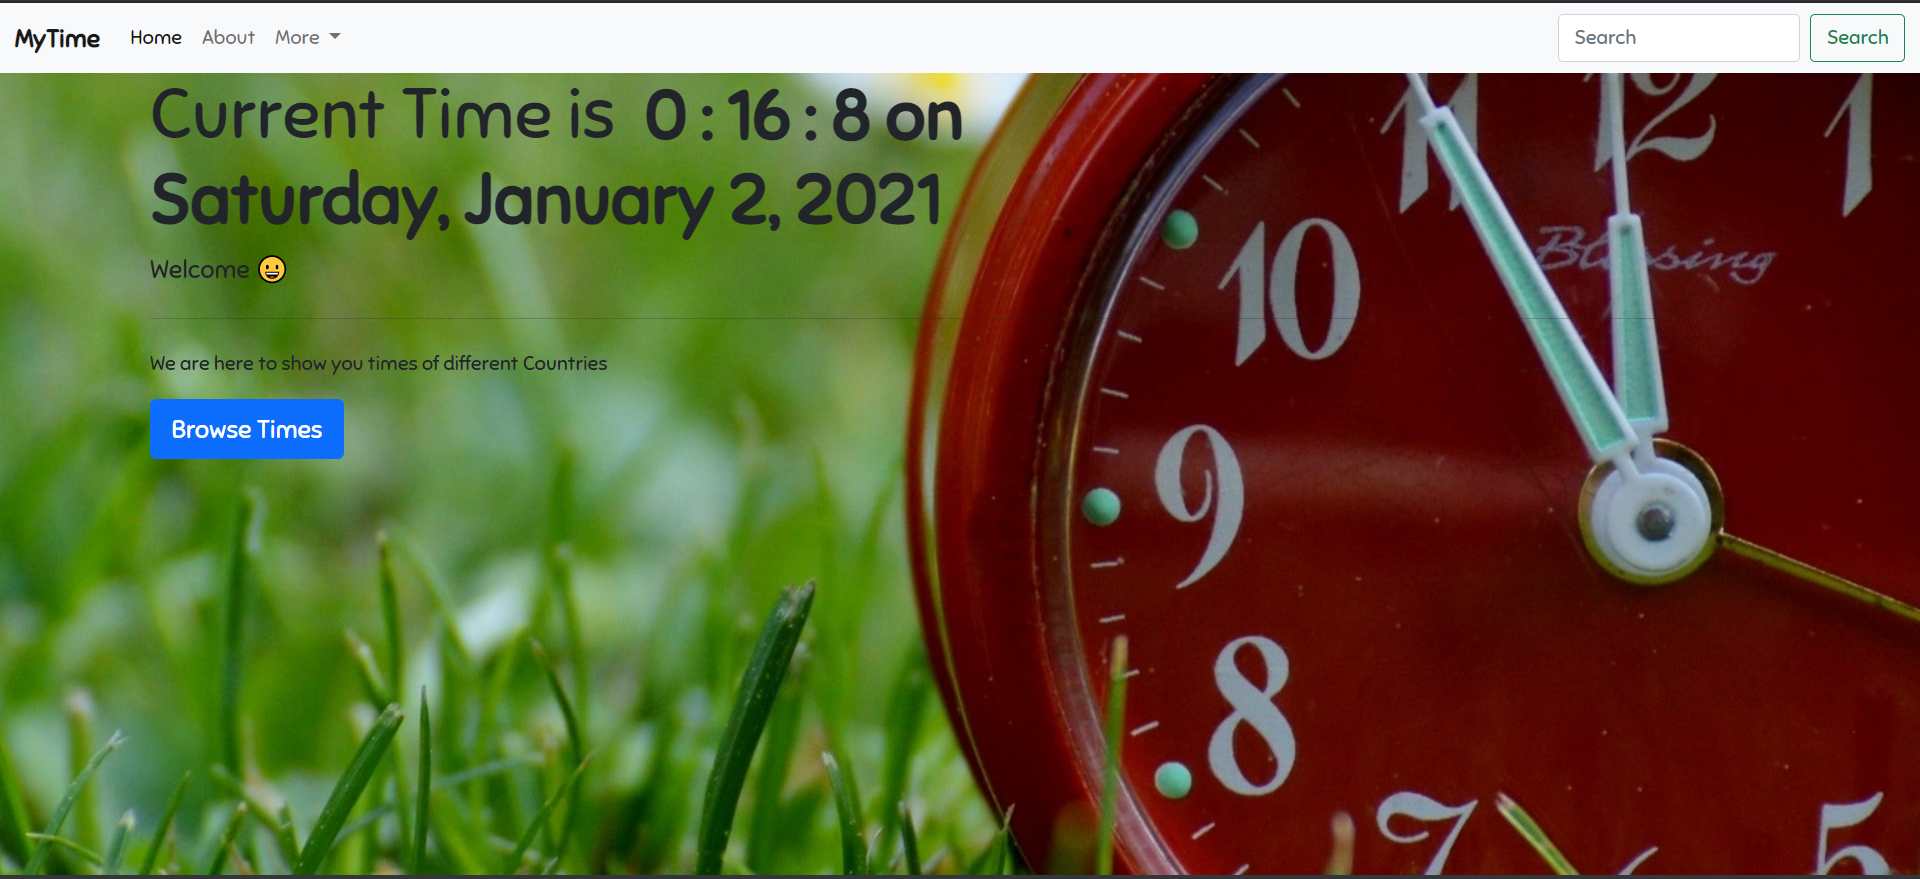 MyTime Home About More Search Search
Current Time is 0 : 16 : 8 on
Saturday, January 2, 2021
Welcome 😀
We are here to show you times of different Countries
Browse Times
11 12 1
Blessing
10
9
8
7 5